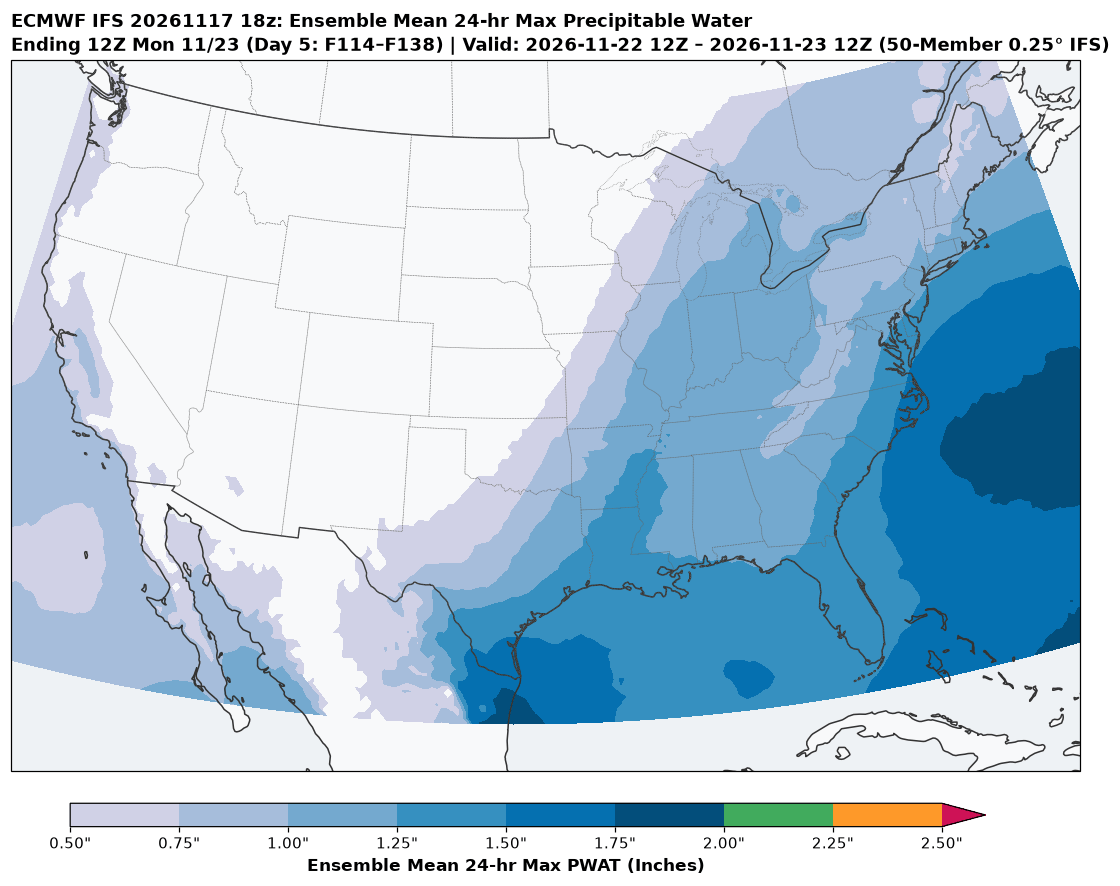 ECMWF IFS 20261117 18z: Ensemble Mean 24-hr Max Precipitable Water
Ending 12Z Mon 11/23 (Day 5: F114–F138) | Valid: 2026-11-22 12Z – 2026-11-23 12Z (50-Member 0.25° IFS)
0.50" 0.75" 1.00" 1.25" 1.50" 1.75" 2.00" 2.25" 2.50"
Ensemble Mean 24-hr Max PWAT (Inches)